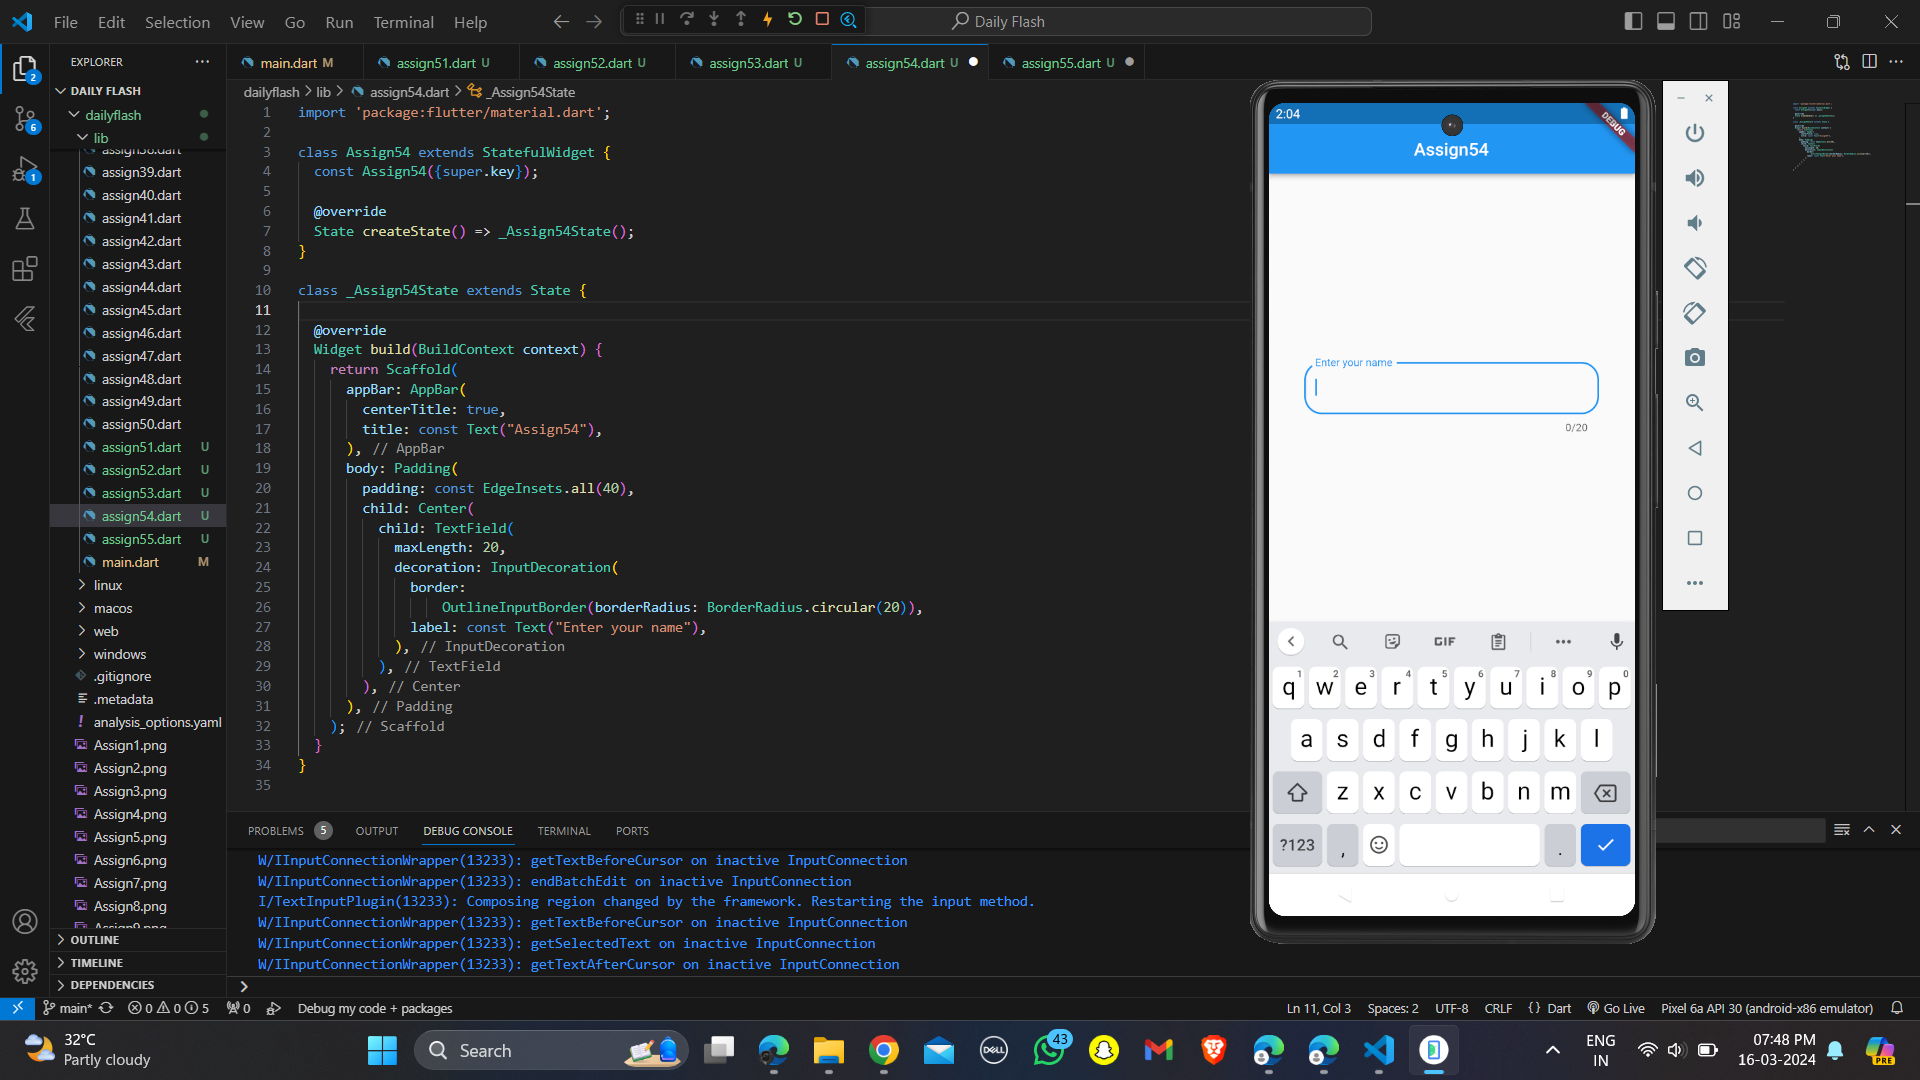 File Edit Selection View Go Run Terminal Help
Daily Flash
EXPLORER
DAILY FLASH
dailyflash
lib
assign38.dart
assign39.dart
assign40.dart
assign41.dart
assign42.dart
assign43.dart
assign44.dart
assign45.dart
assign46.dart
assign47.dart
assign48.dart
assign49.dart
assign50.dart
assign51.dart U
assign52.dart U
assign53.dart U
assign54.dart U
assign55.dart U
main.dart M
linux
macos
web
windows
.gitignore
.metadata
analysis_options.yaml
Assign1.png
Assign2.png
Assign3.png
Assign4.png
Assign5.png
Assign6.png
Assign7.png
Assign8.png
Assign9.png
OUTLINE
TIMELINE
DEPENDENCIES
2
6
1
main.dart M assign51.dart U assign52.dart U assign53.dart U assign54.dart U assign55.dart U
dailyflash > lib > assign54.dart > _Assign54State
1 import 'package:flutter/material.dart';
2
3 class Assign54 extends StatefulWidget {
4 const Assign54({super.key});
5
6 @override
7 State createState() => _Assign54State();
8 }
9
10 class _Assign54State extends State {
11
12 @override
13 Widget build(BuildContext context) {
14 return Scaffold(
15 appBar: AppBar(
16 centerTitle: true,
17 title: const Text("Assign54"),
18 ), // AppBar
19 body: Padding(
20 padding: const EdgeInsets.all(40),
21 child: Center(
22 child: TextField(
23 maxLength: 20,
24 decoration: InputDecoration(
25 border:
26 OutlineInputBorder(borderRadius: BorderRadius.circular(20)),
27 label: const Text("Enter your name"),
28 ), // InputDecoration
29 ), // TextField
30 ), // Center
31 ), // Padding
32 ); // Scaffold
33 }
34 }
35
PROBLEMS 5 OUTPUT DEBUG CONSOLE TERMINAL PORTS
W/IInputConnectionWrapper(13233): getTextBeforeCursor on inactive InputConnection
W/IInputConnectionWrapper(13233): endBatchEdit on inactive InputConnection
I/TextInputPlugin(13233): Composing region changed by the framework. Restarting the input method.
W/IInputConnectionWrapper(13233): getTextBeforeCursor on inactive InputConnection
W/IInputConnectionWrapper(13233): getSelectedText on inactive InputConnection
W/IInputConnectionWrapper(13233): getTextAfterCursor on inactive InputConnection
2:04
DEBUG
Assign54
Enter your name
0/20
GIF
q1 w2 e3 r4 t5 y6 u7 i8 o9 p0
a s d f g h j k l
z x c v b n m
?123 , .
main* 0 0 5 0 Debug my code + packages
Ln 11, Col 3 Spaces: 2 UTF-8 CRLF {} Dart Go Live Pixel 6a API 30 (android-x86 emulator)
32°C
Partly cloudy
Search
DELL
43
ENG
IN
07:48 PM
16-03-2024
PRE